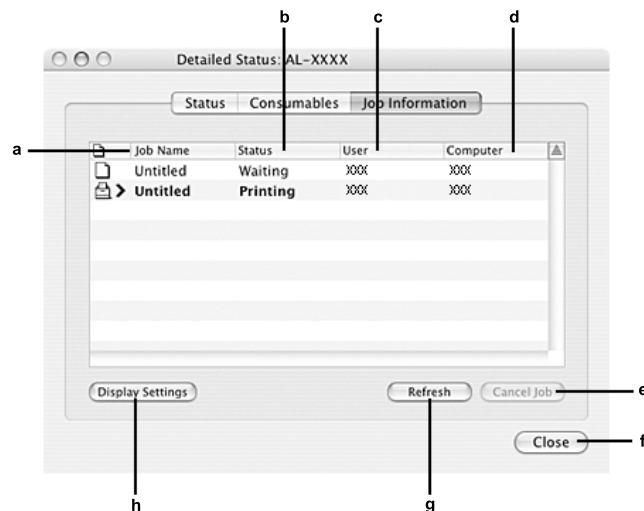 b c d
Detailed Status: AL-XXXX
Status Consumables Job Information
a
Job Name Status User Computer
Untitled Waiting XXX XXX
Untitled Printing XXX XXX
Display Settings Refresh Cancel Job e
Close f
h g